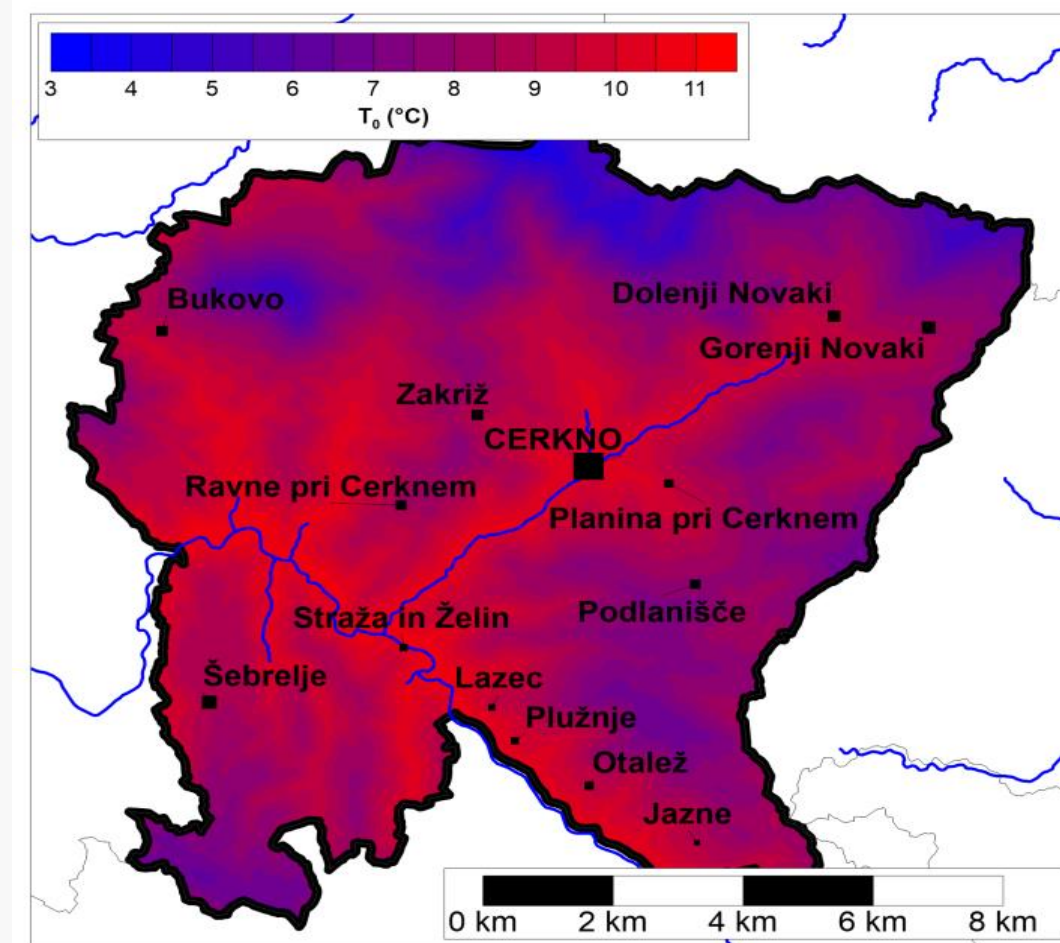 3 4 5 6 7 8 9 10 11
T₀ (°C)
Bukovo
Dolenji Novaki
Gorenji Novaki
Zakriž
CERKNO
Ravne pri Cerknem
Planina pri Cerknem
Podlanišče
Straža in Želin
Šebrelje
Lazec
Plužnje
Otalež
Jazne
0 km 2 km 4 km 6 km 8 km